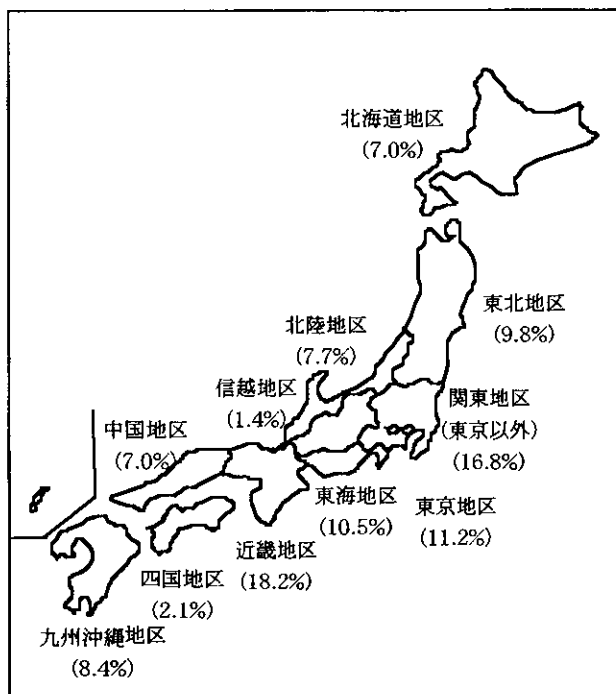 北海道地区
(7.0%)
東北地区
(9.8%)
北陸地区
(7.7%)
信越地区
(1.4%)
関東地区
(東京以外)
(16.8%)
中国地区
(7.0%)
東海地区
(10.5%)
東京地区
(11.2%)
近畿地区
(18.2%)
四国地区
(2.1%)
九州沖縄地区
(8.4%)